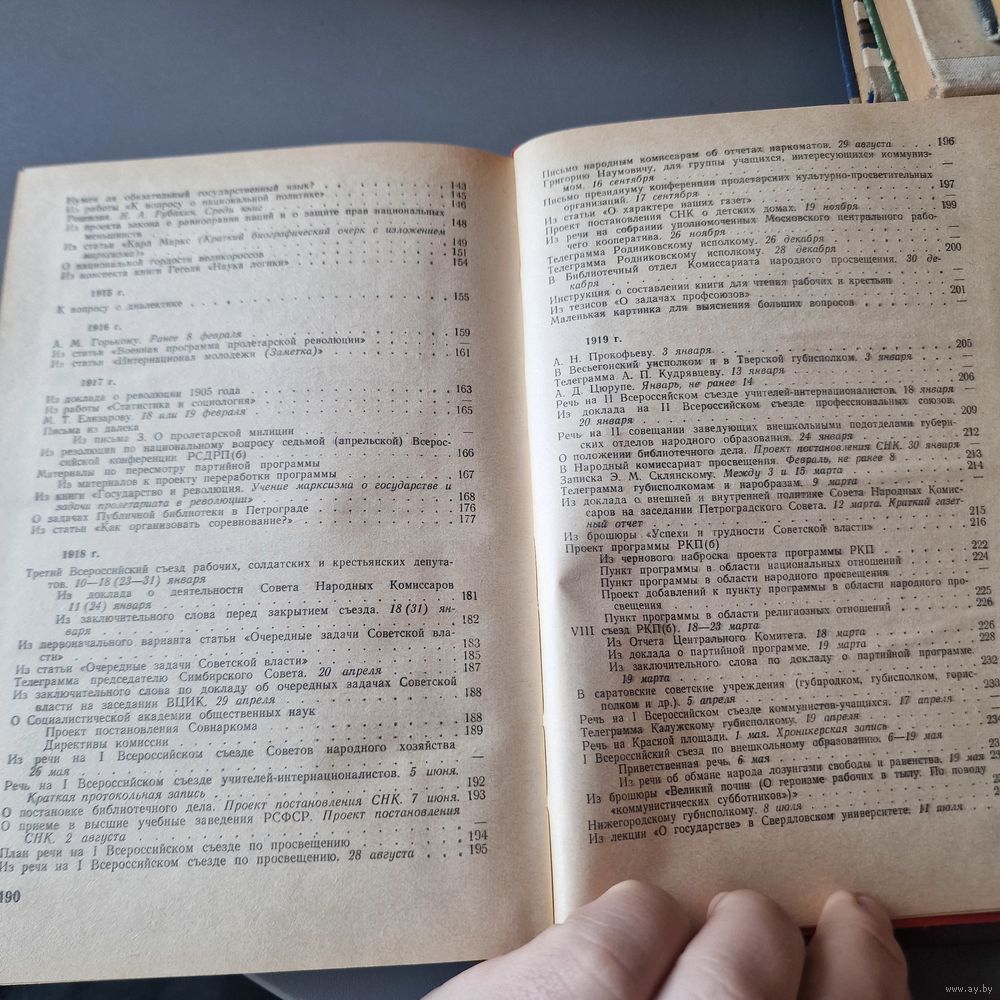 Нужен ли обязательный государственный язык? . . . 143
Из работы «К вопросу о национальной политике» . . . 145
Рецензия. Н. А. Рубакин. Среди книг . . . 146
Из проекта закона о равноправии наций и о защите прав национальных
меньшинств . . . 148
Из статьи «Карл Маркс (Краткий биографический очерк с изложением
марксизма)» . . . 149
О национальной гордости великороссов . . . 151
Из конспекта книги Гегеля «Наука логики» . . . 154
1915 г.
К вопросу о диалектике . . . 155
1916 г.
А. М. Горькому. Ранее 8 февраля . . . 159
Из статьи «Военная программа пролетарской революции» . . . —
Из статьи «Интернационал молодежи (Заметка)» . . . 161
1917 г.
Из доклада о революции 1905 года . . . 163
Из работы «Статистика и социология» . . . —
М. Т. Елизарову. 18 или 19 февраля . . . 165
Письма из далека
Из письма 3. О пролетарской милиции . . . —
Из резолюции по национальному вопросу седьмой (апрельской) Всерос-
сийской конференции РСДРП(б) . . . 166
Материалы по пересмотру партийной программы
Из материалов к проекту переработки программы . . . 167
Из книги «Государство и революция. Учение марксизма о государстве и
задачи пролетариата в революции» . . . 168
О задачах Публичной библиотеки в Петрограде . . . 176
Из статьи «Как организовать соревнование?» . . . 177
1918 г.
Третий Всероссийский съезд рабочих, солдатских и крестьянских депута-
тов. 10—18 (23—31) января
Из доклада о деятельности Совета Народных Комиссаров
11 (24) января . . . 181
Из заключительного слова перед закрытием съезда. 18 (31) ян-
варя . . . 182
Из первоначального варианта статьи «Очередные задачи Советской вла-
сти» . . . 183
Из статьи «Очередные задачи Советской власти» . . . 185
Телеграмма председателю Симбирского Совета. 20 апреля . . . 187
Из заключительного слова по докладу об очередных задачах Советской
власти на заседании ВЦИК. 29 апреля . . . 188
О Социалистической академии общественных наук
Проект постановления Совнаркома . . . 188
Директивы комиссии . . . 189
Из речи на I Всероссийском съезде Советов народного хозяйства
26 мая . . . —
Речь на I Всероссийском съезде учителей-интернационалистов. 5 июня.
Краткая протокольная запись . . . 192
О постановке библиотечного дела. Проект постановления СНК. 7 июня. 193
О приеме в высшие учебные заведения РСФСР. Проект постановления
СНК. 2 августа . . . —
План речи на I Всероссийском съезде по просвещению . . . 194
Из речи на I Всероссийском съезде по просвещению. 28 августа . . . 195
190
Письмо народным комиссарам об отчетах наркоматов. 29 августа . . . 196
Григорию Наумовичу, для группы учащихся, интересующихся коммуниз-
мом. 16 сентября . . . —
Письмо президиуму конференции пролетарских культурно-просветительных
организаций. 17 сентября . . . 197
Из статьи «О характере наших газет» . . . —
Проект постановления СНК о детских домах. 19 ноября . . . 199
Из речи на собрании уполномоченных Московского центрального рабо-
чего кооператива. 26 ноября . . . —
Телеграмма Родниковскому исполкому. 26 декабря . . . —
Телеграмма Родниковскому исполкому. 28 декабря . . . 200
В Библиотечный отдел Комиссариата народного просвещения. 30 де-
кабря . . . —
Инструкция о составлении книги для чтения рабочих и крестьян . . . —
Из тезисов «О задачах профсоюзов» . . . 201
Маленькая картинка для выяснения больших вопросов . . . —
1919 г.
А. Н. Прокофьеву. 3 января . . . 205
В Весьегонский уисполком и в Тверской губисполком. 3 января . . . —
Телеграмма А. П. Кудрявцеву. 13 января . . . —
А. Д. Цюрупе. Январь, не ранее 14 . . . 206
Речь на II Всероссийском съезде учителей-интернационалистов. 18 января
Из доклада на II Всероссийском съезде профессиональных союзов.
20 января . . . 209
Речь на II совещании заведующих внешкольными подотделами губерн-
ских отделов народного образования. 24 января . . . 212
О положении библиотечного дела. Проект постановления СНК. 30 января
В Народный комиссариат просвещения. Февраль, не ранее 8 . . . 213
Записка Э. М. Склянскому. Между 3 и 15 марта . . . 214
Телеграмма губисполкомам и наробразам. 9 марта . . . —
Из доклада о внешней и внутренней политике Совета Народных Комис-
саров на заседании Петроградского Совета. 12 марта. Краткий газет-
ный отчет . . . 215
Из брошюры «Успехи и трудности Советской власти» . . . 216
Проект программы РКП(б)
Из чернового наброска проекта программы РКП . . . 222
Пункт программы в области национальных отношений . . . 224
Пункт программы в области народного просвещения . . . —
Проект добавлений к пункту программы в области народного про-
свещения . . . 225
Пункт программы в области религиозных отношений . . . 226
VIII съезд РКП(б). 18—23 марта
Из Отчета Центрального Комитета. 18 марта . . . 226
Из доклада о партийной программе. 19 марта . . . 228
Из заключительного слова по докладу о партийной программе.
19 марта . . . 232
В саратовские советские учреждения (губпродком, губисполком, горис-
полком и др.). 5 апреля . . . —
Речь на I Всероссийском съезде коммунистов-учащихся. 17 апреля . . . 233
Телеграмма Калужскому губисполкому. 19 апреля . . . —
Речь на Красной площади. 1 мая. Хроникерская запись . . . 234
I Всероссийский съезд по внешкольному образованию. 6—19 мая
Приветственная речь. 6 мая
Из речи об обмане народа лозунгами свободы и равенства. 19 мая
Из брошюры «Великий почин (О героизме рабочих в тылу. По поводу
«коммунистических субботников»)»
Нижегородскому губисполкому. 8 июля
Из лекции «О государстве» в Свердловском университете. 11 июля
www.ay.by